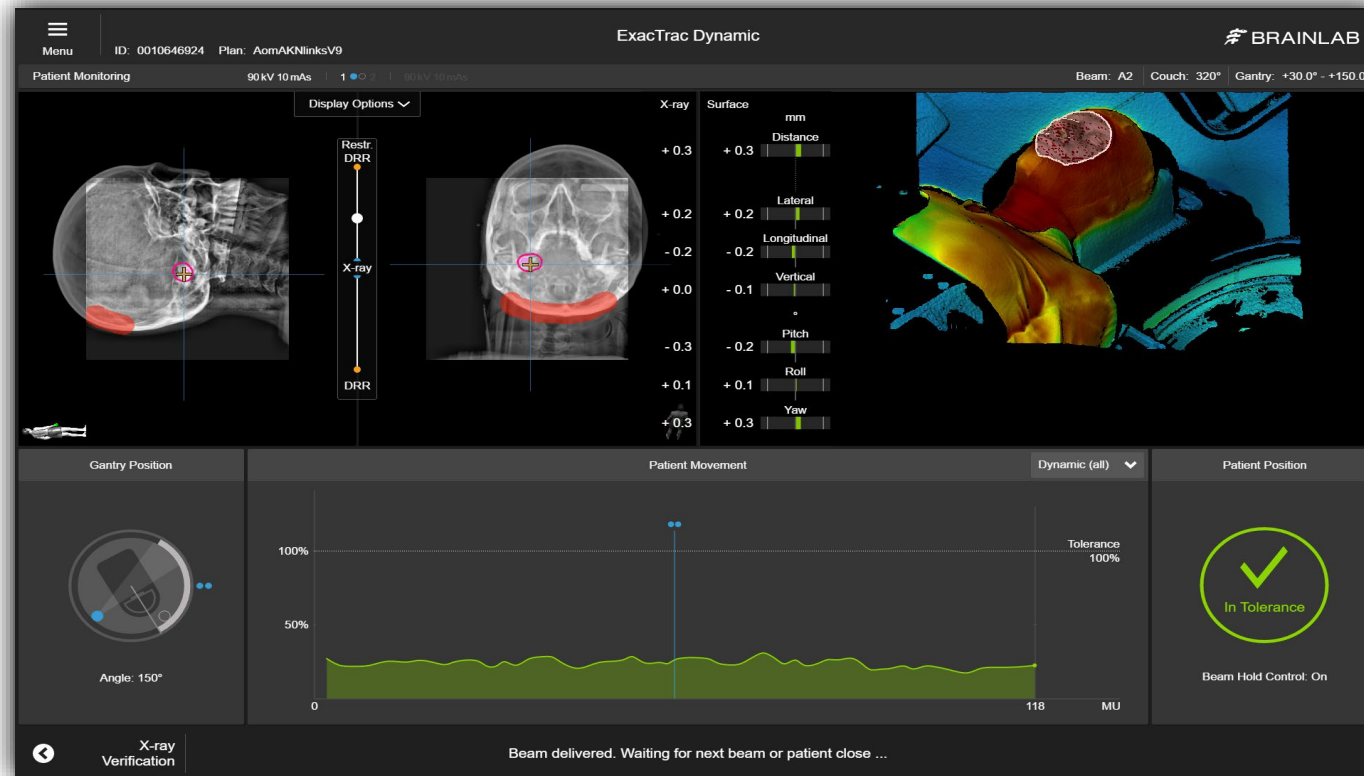 ExacTrac Dynamic
BRAINLAB
Menu
ID: 0010646924 Plan: AomAKNlinksV9
Patient Monitoring
90 kV 10 mAs
1
2
90 kV 10 mAs
Beam: A2
Couch: 320°
Gantry: +30.0° - +150.0
Display Options
X-ray
Surface
mm
Restr.
DRR
X-ray
DRR
Distance
+ 0.3 + 0.3
Lateral
+ 0.2 + 0.2
Longitudinal
- 0.2 - 0.2
Vertical
+ 0.0 - 0.1
°
Pitch
- 0.3 - 0.2
Roll
+ 0.1 + 0.1
Yaw
+ 0.3 + 0.3
Gantry Position
Angle: 150°
Patient Movement
Dynamic (all)
100%
Tolerance
100%
50%
0
118
MU
Patient Position
In Tolerance
Beam Hold Control: On
X-ray
Verification
Beam delivered. Waiting for next beam or patient close ...